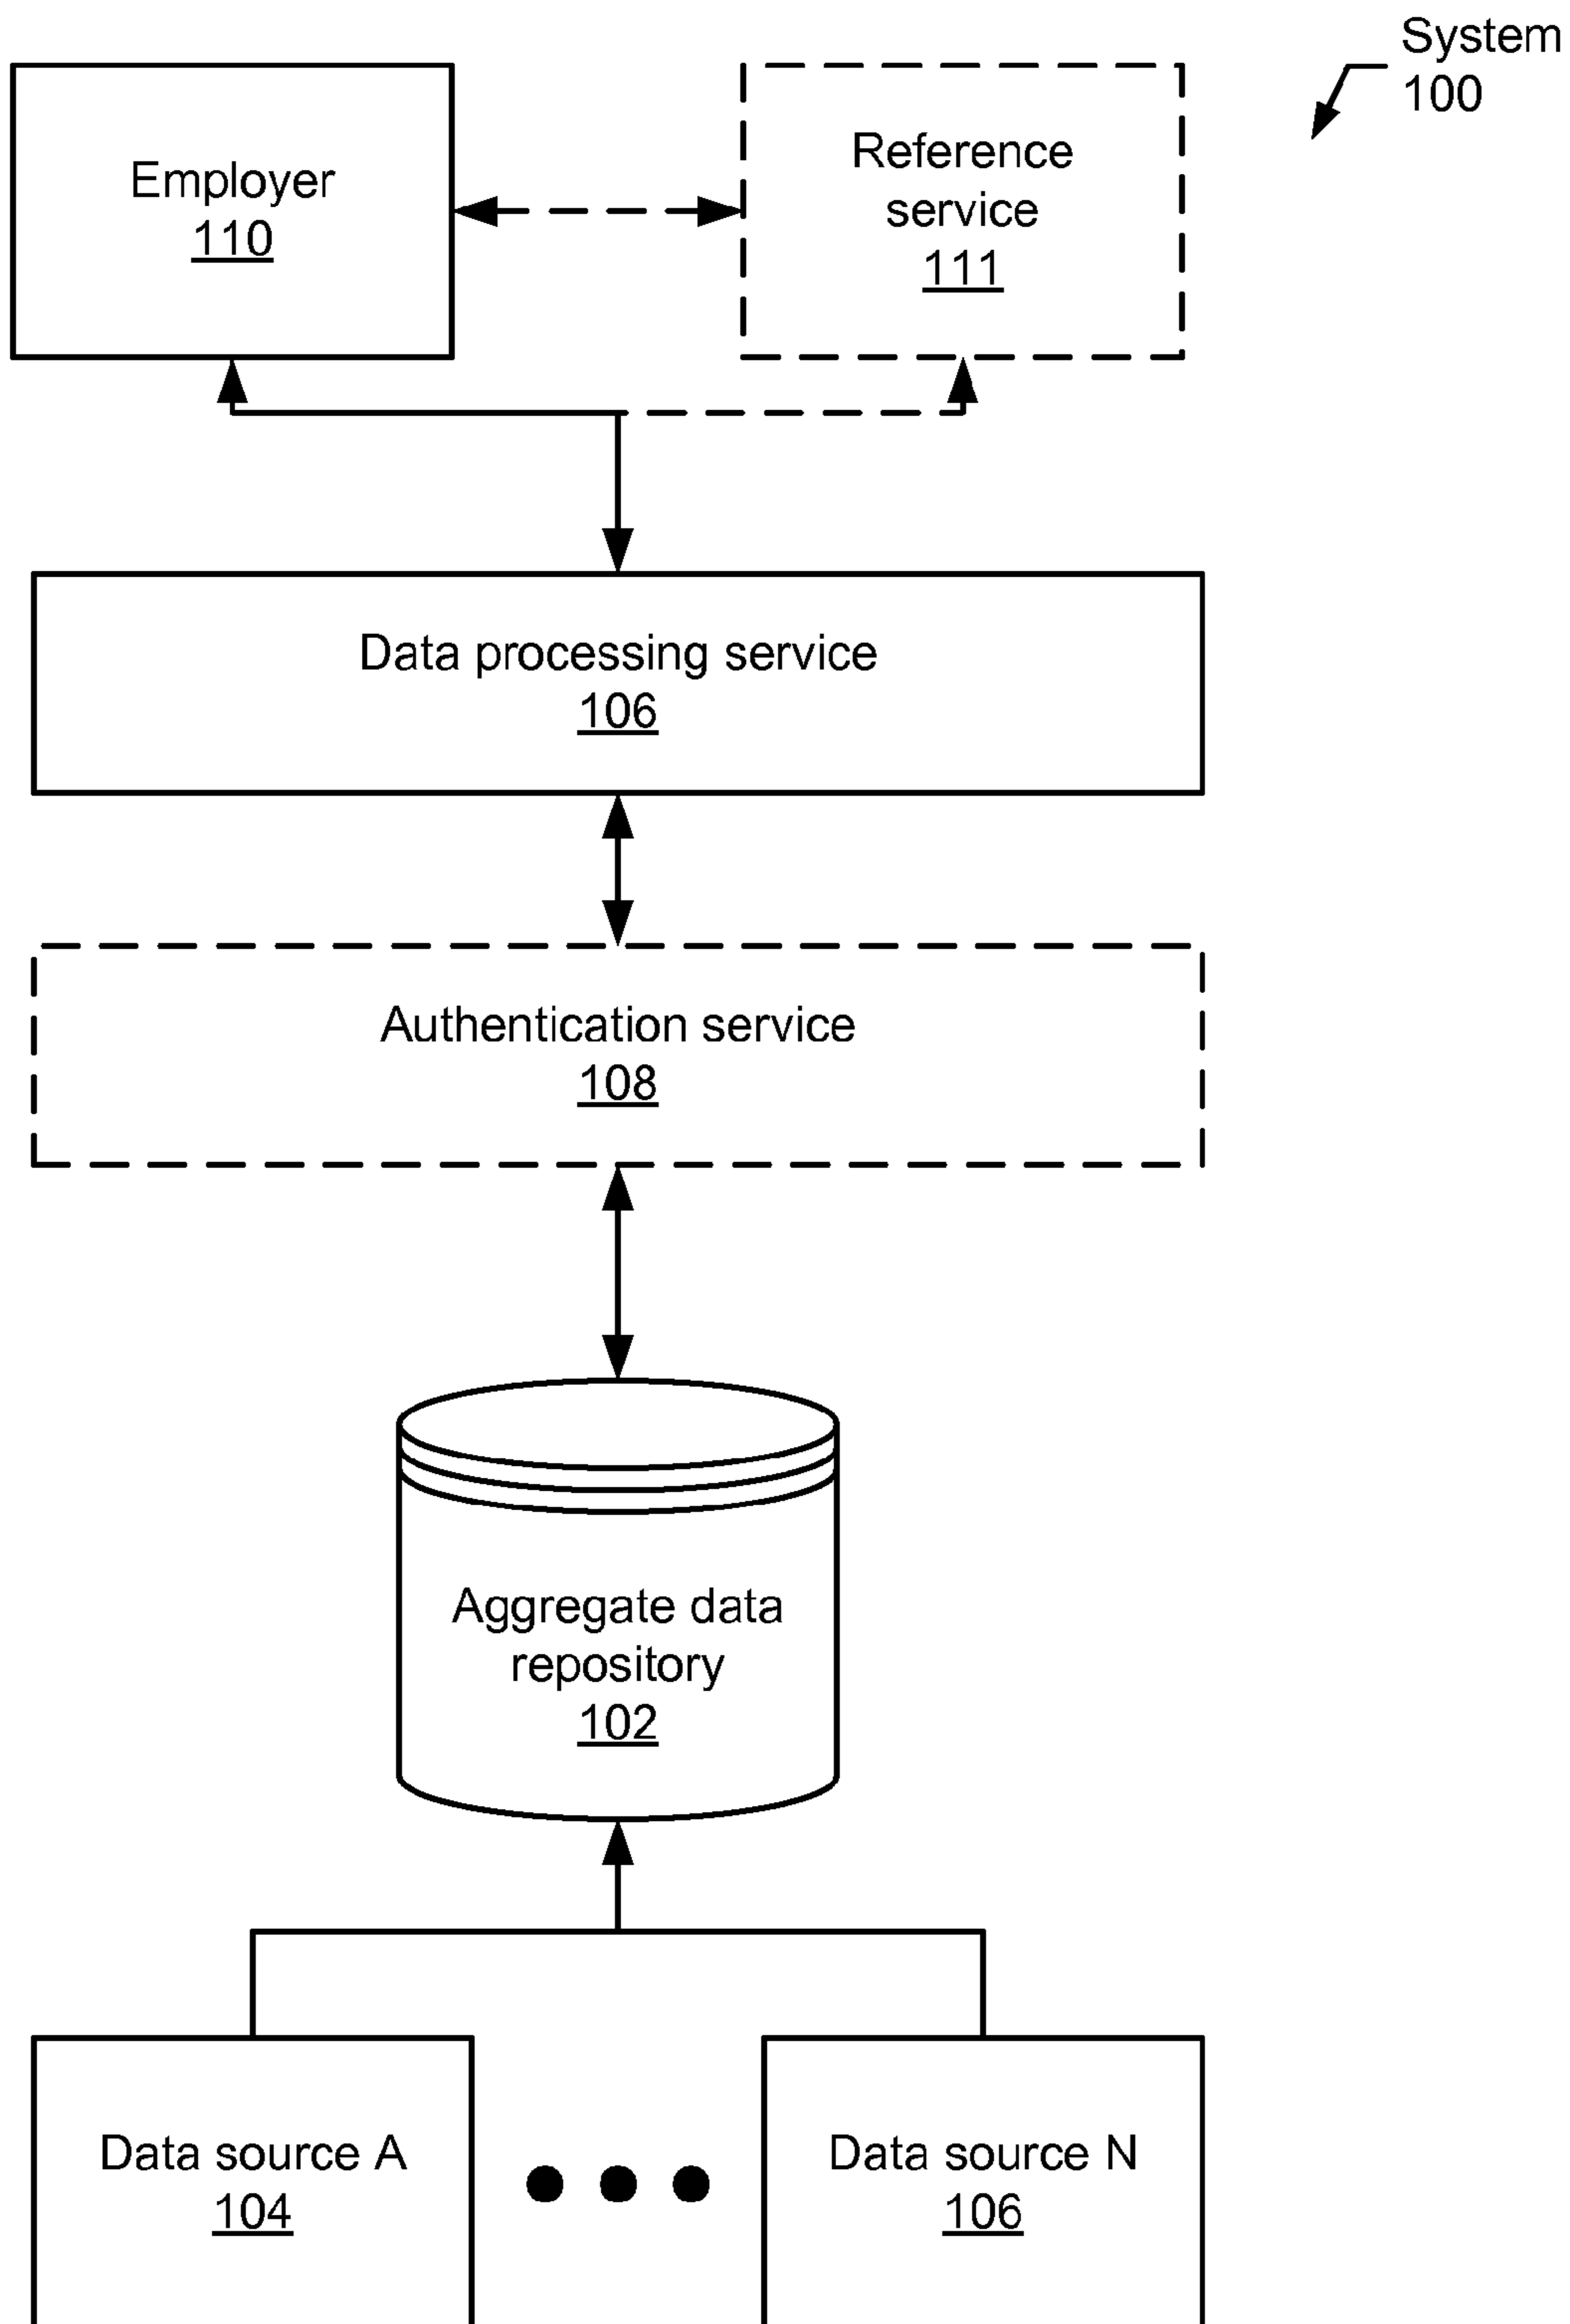 System
100
Employer
110
Reference
service
111
Data processing service
106
Authentication service
108
Aggregate data
repository
102
Data source A
104
Data source N
106